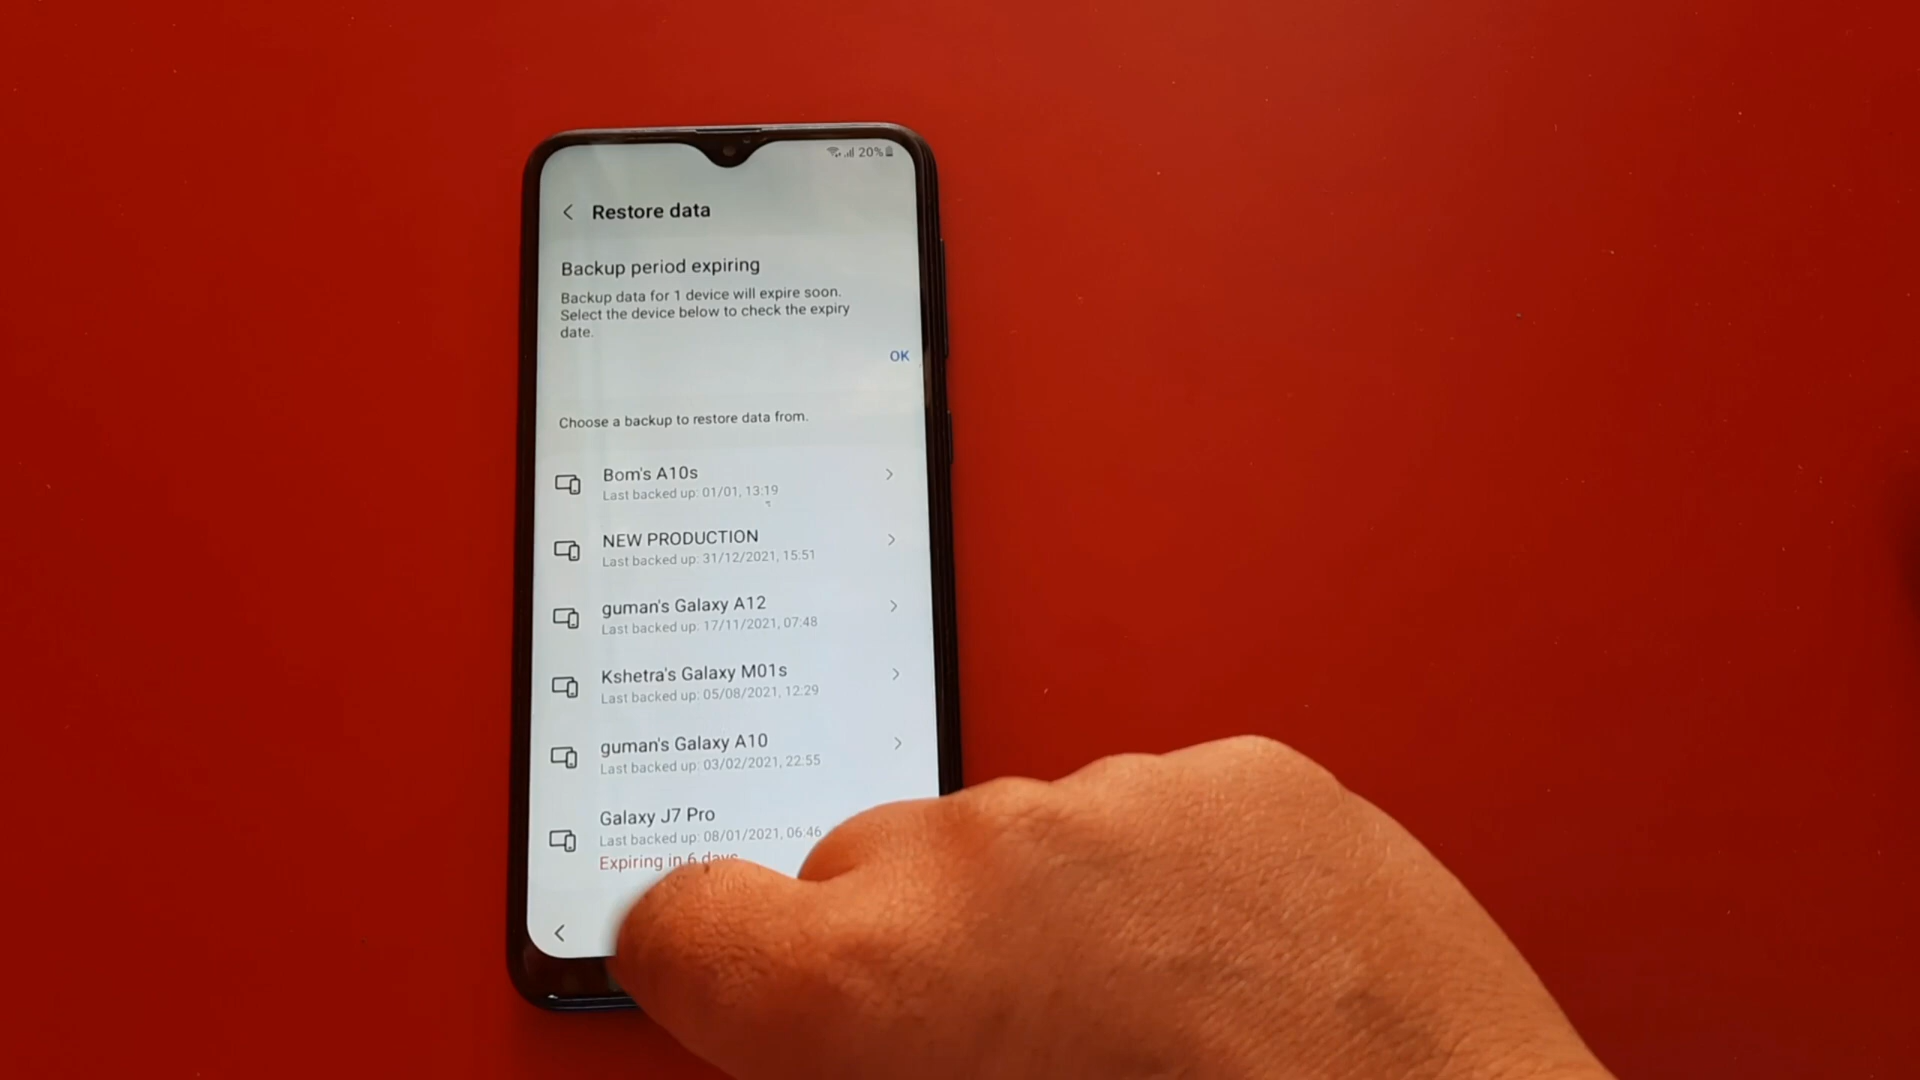 20%
Restore data
Backup period expiring
Backup data for 1 device will expire soon.
Select the device below to check the expiry
date.
OK
Choose a backup to restore data from.
Bom's A10s
Last backed up: 01/01, 13:19
NEW PRODUCTION
Last backed up: 31/12/2021, 15:51
guman's Galaxy A12
Last backed up: 17/11/2021, 07:48
Kshetra's Galaxy M01s
Last backed up: 05/08/2021, 12:29
guman's Galaxy A10
Last backed up: 03/02/2021, 22:55
Galaxy J7 Pro
Last backed up: 08/01/2021, 06:46
Expiring in 6 days